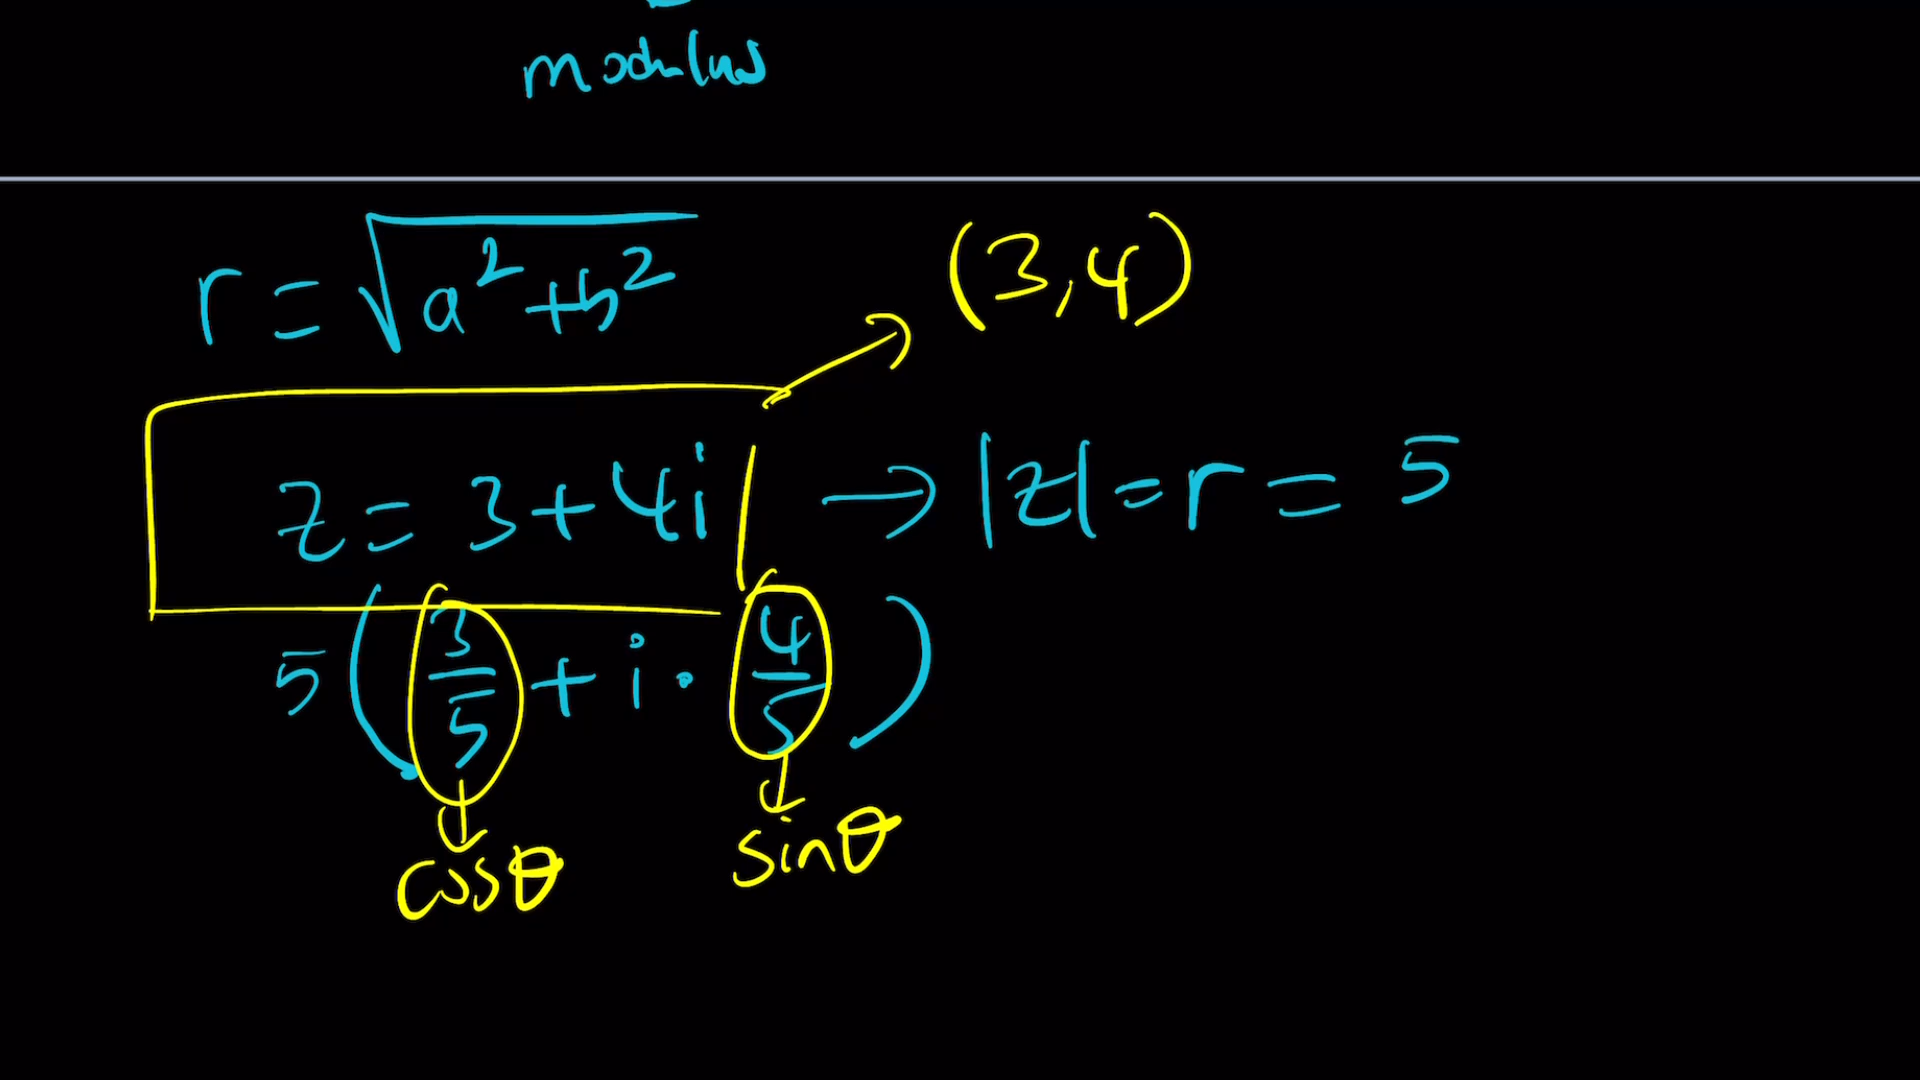 modulus
r = √(a²+b²)
(3,4)
z = 3+4i → |z| = r = 5
5(3/5 + i · 4/5)
cosθ
sinθ